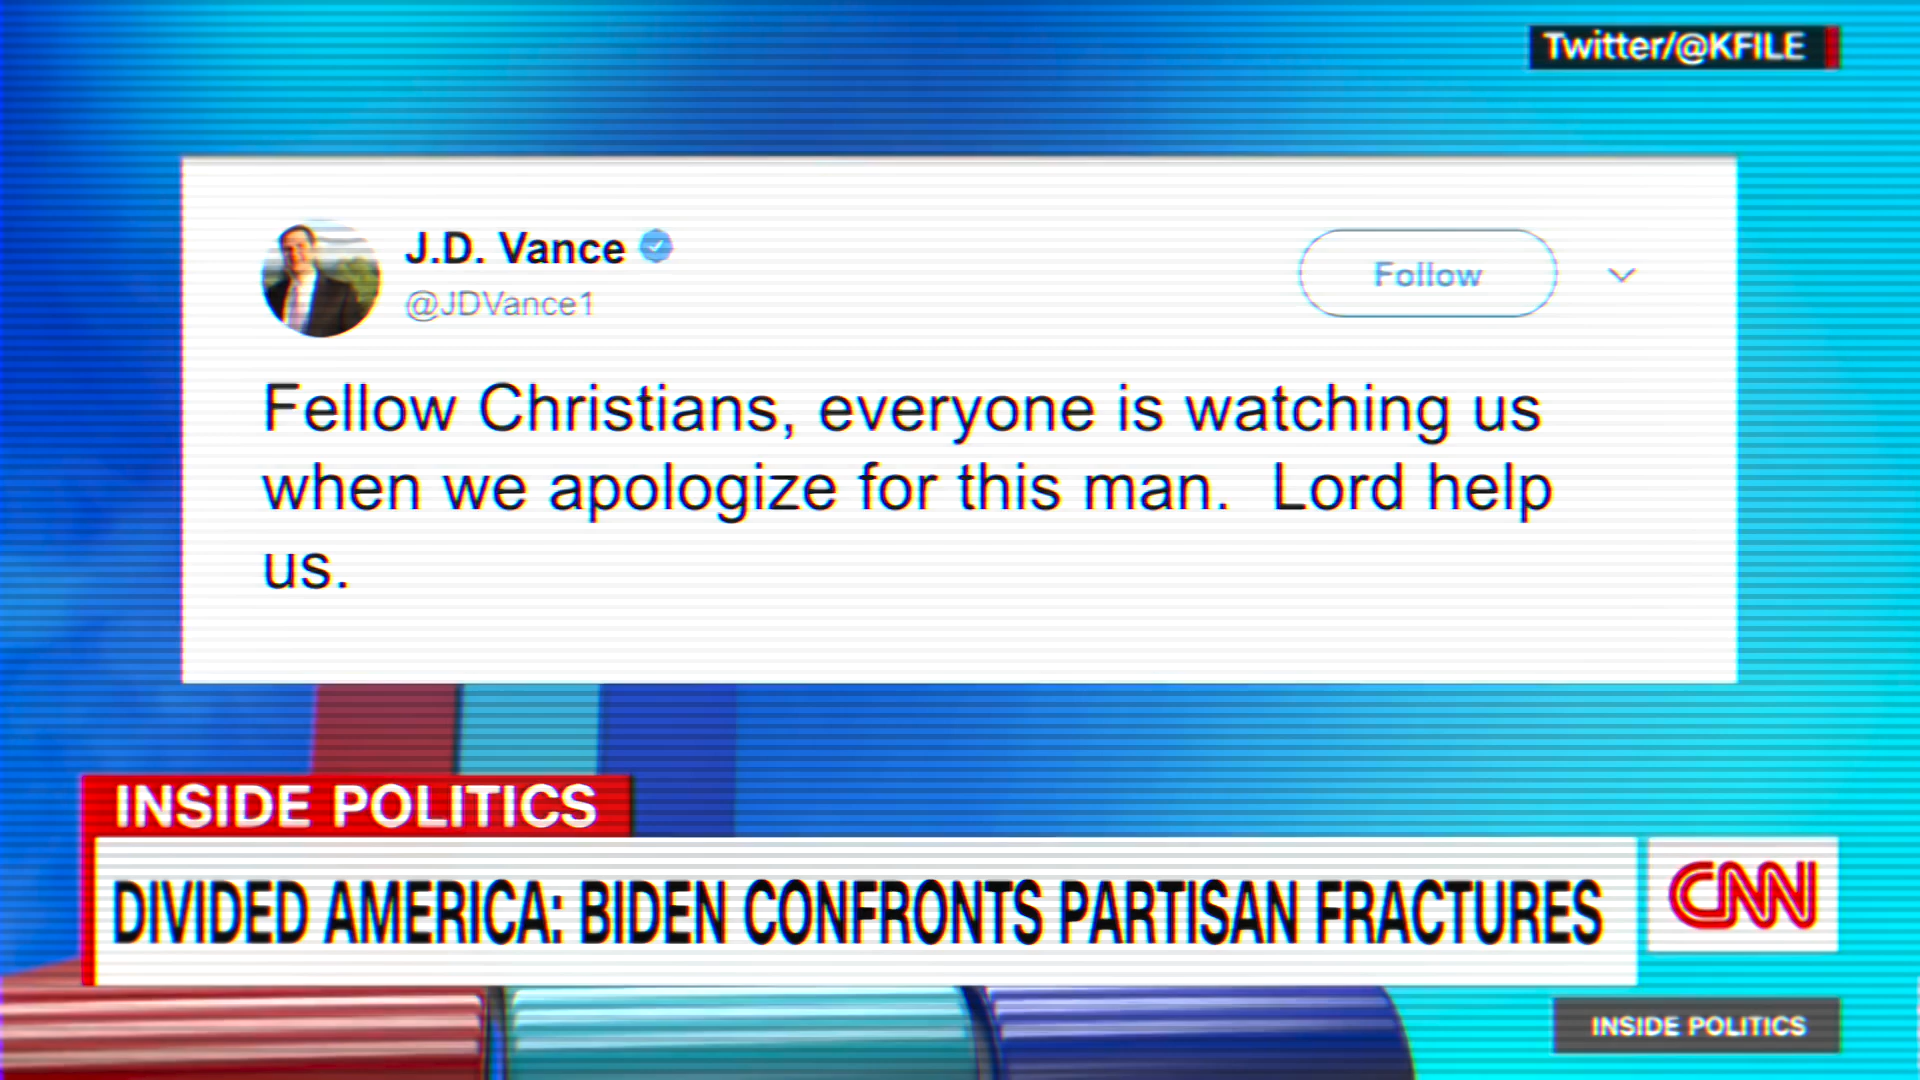 Twitter/@KFILE
J.D. Vance
@JDVance1
Follow
Fellow Christians, everyone is watching us
when we apologize for this man.  Lord help
us.
INSIDE POLITICS
DIVIDED AMERICA: BIDEN CONFRONTS PARTISAN FRACTURES
CNN
INSIDE POLITICS